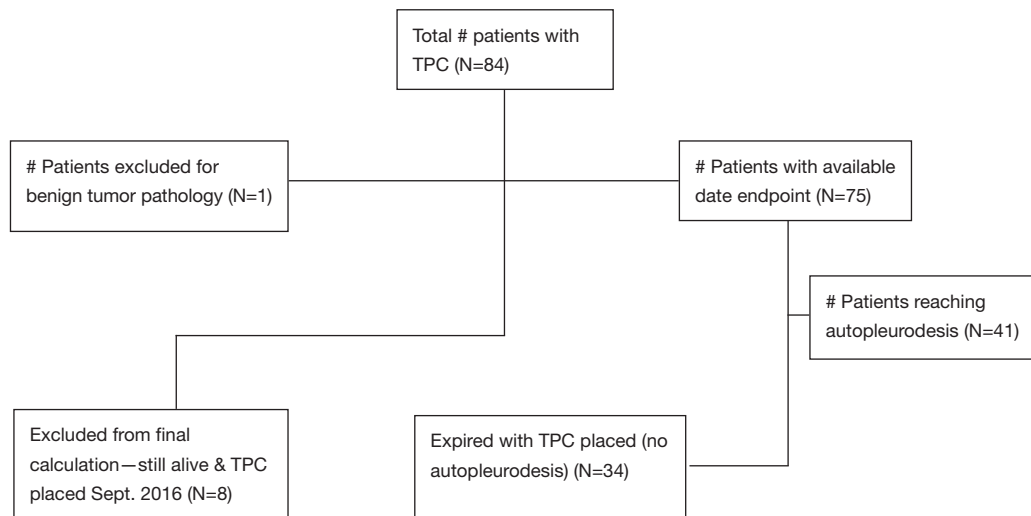 Total # patients with
TPC (N=84)
# Patients excluded for
benign tumor pathology (N=1)
# Patients with available
date endpoint (N=75)
# Patients reaching
autopleurodesis (N=41)
Excluded from final
calculation—still alive & TPC
placed Sept. 2016 (N=8)
Expired with TPC placed (no
autopleurodesis) (N=34)